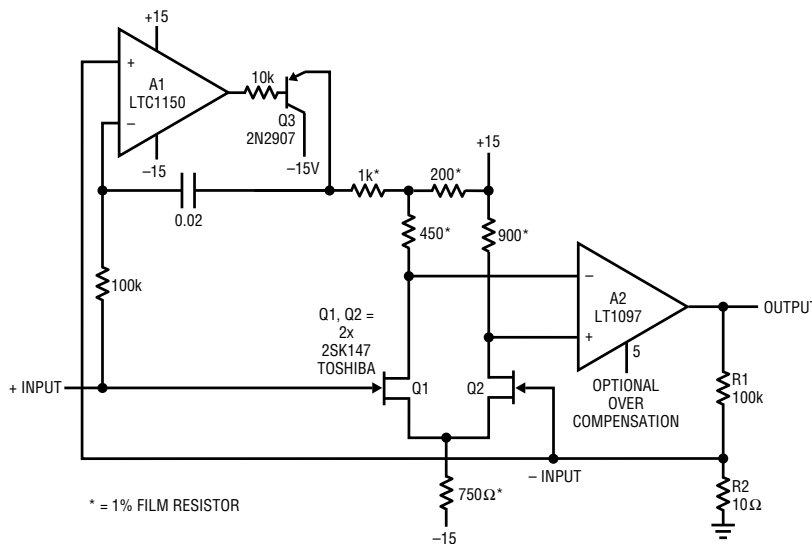 +15
+
A1
LTC1150
–
–15
10k
Q3
2N2907
–15V
+15
1k*
200*
0.02
450*
900*
100k
–
A2
LT1097
+
OUTPUT
Q1, Q2 =
2x
2SK147
TOSHIBA
5
OPTIONAL
OVER
COMPENSATION
R1
100k
+ INPUT
Q1
Q2
– INPUT
750Ω*
–15
R2
10Ω
* = 1% FILM RESISTOR